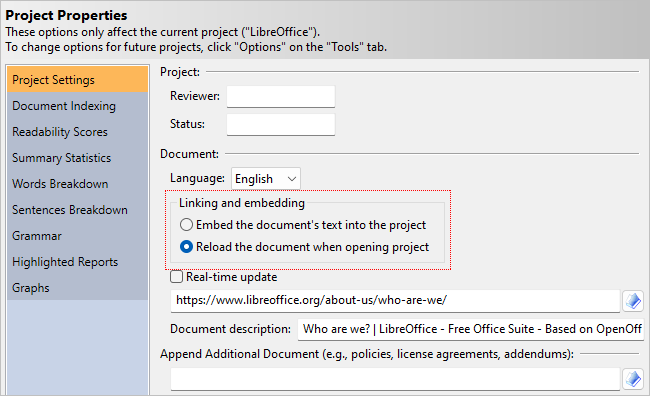 Project Properties
These options only affect the current project ("LibreOffice").
To change options for future projects, click "Options" on the "Tools" tab.
Project Settings
Document Indexing
Readability Scores
Summary Statistics
Words Breakdown
Sentences Breakdown
Grammar
Highlighted Reports
Graphs
Project:
Reviewer:
Status:
Document:
Language: English
Linking and embedding
Embed the document's text into the project
Reload the document when opening project
Real-time update
https://www.libreoffice.org/about-us/who-are-we/
Document description: Who are we? | LibreOffice - Free Office Suite - Based on OpenOff
Append Additional Document (e.g., policies, license agreements, addendums):